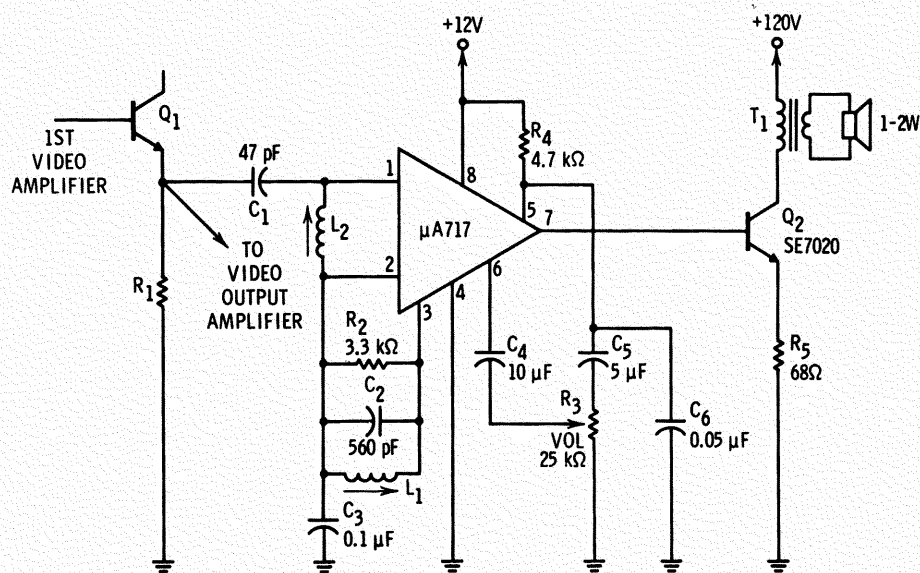 +12V
+120V
Q1
1ST
VIDEO
AMPLIFIER
47 pF
C1
R4
4.7 kΩ
T1
1-2W
1
8
5
7
μA717
Q2
SE7020
L2
TO
VIDEO
OUTPUT
AMPLIFIER
R1
2
6
4
3
R2
3.3 kΩ
C2
560 pF
L1
C3
0.1 μF
C4
10 μF
C5
5 μF
R3
VOL
25 kΩ
C6
0.05 μF
R5
68Ω